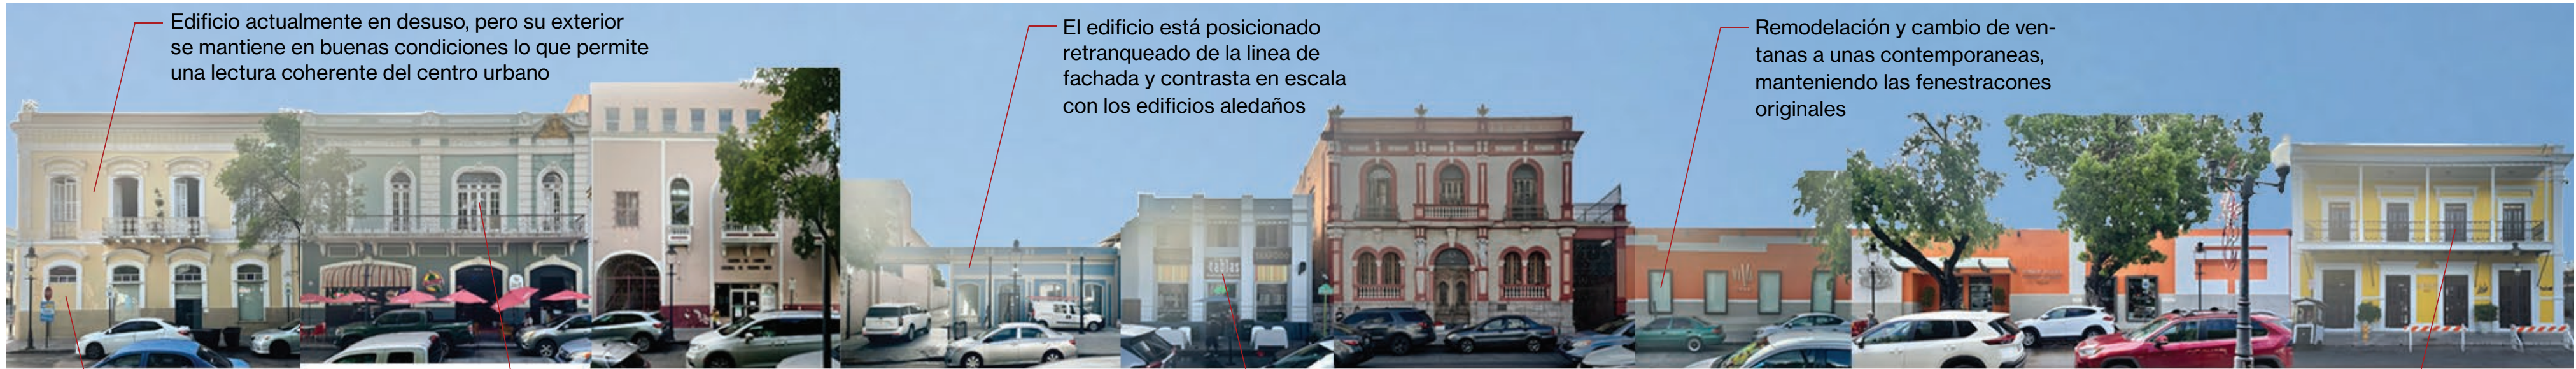 Edificio actualmente en desuso, pero su exterior
se mantiene en buenas condiciones lo que permite
una lectura coherente del centro urbano
El edificio está posicionado
retranqueado de la linea de
fachada y contrasta en escala
con los edificios aledaños
Remodelación y cambio de ven-
tanas a unas contemporaneas,
manteniendo las fenestracones
originales
tablas